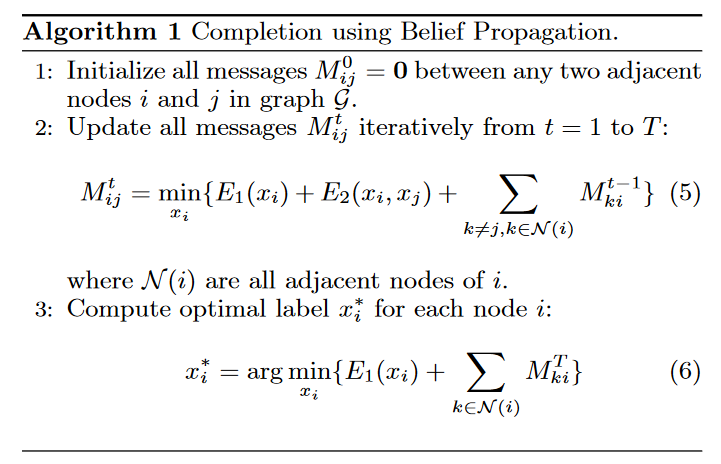 Algorithm 1 Completion using Belief Propagation.
1: Initialize all messages $M_{ij}^0 = \mathbf{0}$ between any two adjacent
nodes $i$ and $j$ in graph $\mathcal{G}$.
2: Update all messages $M_{ij}^t$ iteratively from $t = 1$ to $T$:
$M_{ij}^t = \min_{x_i}\{E_1(x_i) + E_2(x_i, x_j) + \sum_{k \neq j, k \in \mathcal{N}(i)} M_{ki}^{t-1}\}$ (5)
where $\mathcal{N}(i)$ are all adjacent nodes of $i$.
3: Compute optimal label $x_i^*$ for each node $i$:
$x_i^* = \arg\min_{x_i}\{E_1(x_i) + \sum_{k \in \mathcal{N}(i)} M_{ki}^T\}$ (6)